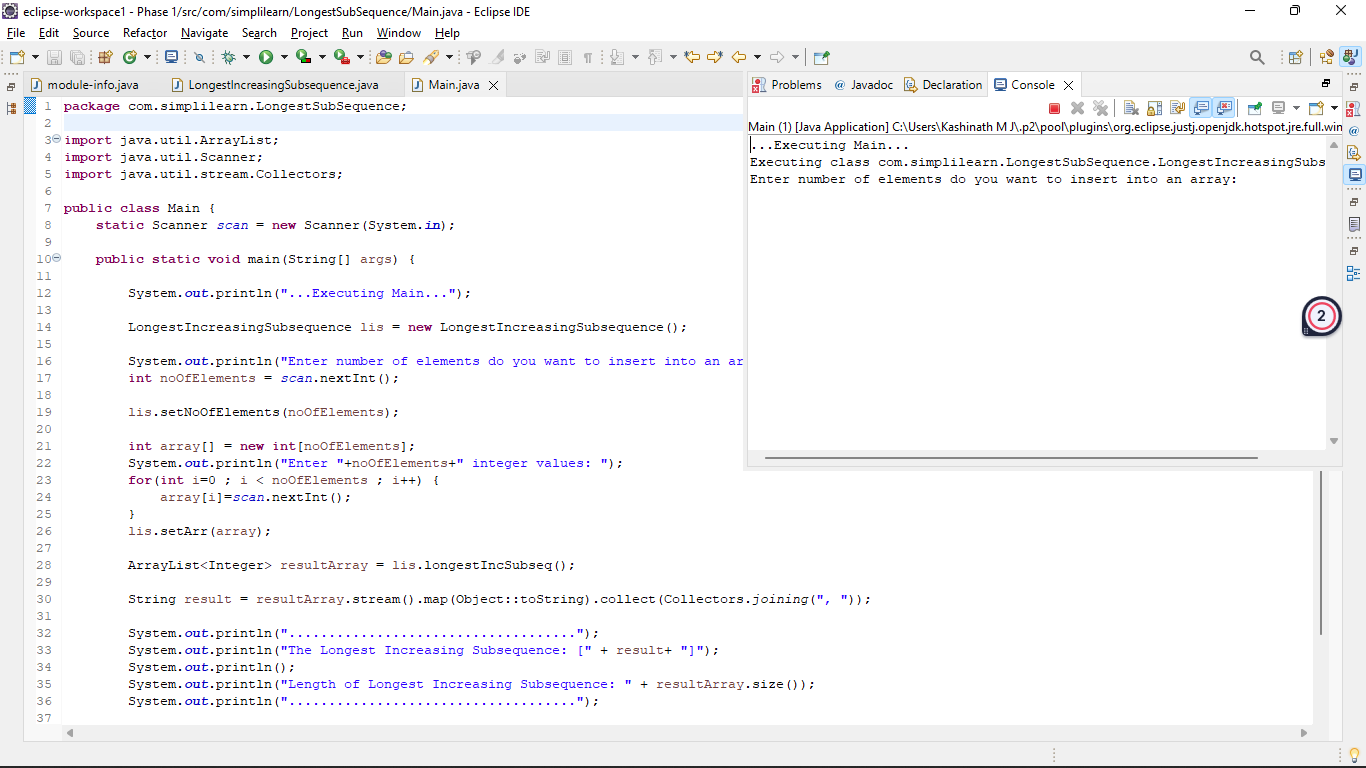 eclipse-workspace1 - Phase 1/src/com/simplilearn/LongestSubSequence/Main.java - Eclipse IDE
File Edit Source Refactor Navigate Search Project Run Window Help
module-info.java LongestIncreasingSubsequence.java Main.java
1 package com.simplilearn.LongestSubSequence;
2
3 import java.util.ArrayList;
4 import java.util.Scanner;
5 import java.util.stream.Collectors;
6
7 public class Main {
8 static Scanner scan = new Scanner(System.in);
9
10 public static void main(String[] args) {
11
12 System.out.println("...Executing Main...");
13
14 LongestIncreasingSubsequence lis = new LongestIncreasingSubsequence();
15
16 System.out.println("Enter number of elements do you want to insert into an ar
17 int noOfElements = scan.nextInt();
18
19 lis.setNoOfElements(noOfElements);
20
21 int array[] = new int[noOfElements];
22 System.out.println("Enter "+noOfElements+" integer values: ");
23 for(int i=0 ; i < noOfElements ; i++) {
24 array[i]=scan.nextInt();
25 }
26 lis.setArr(array);
27
28 ArrayList<Integer> resultArray = lis.longestIncSubseq();
29
30 String result = resultArray.stream().map(Object::toString).collect(Collectors.joining(", "));
31
32 System.out.println("....................................");
33 System.out.println("The Longest Increasing Subsequence: [" + result+ "]");
34 System.out.println();
35 System.out.println("Length of Longest Increasing Subsequence: " + resultArray.size());
36 System.out.println("....................................");
37
Problems @ Javadoc Declaration Console
Main (1) [Java Application] C:\Users\Kashinath M J\.p2\pool\plugins\org.eclipse.justj.openjdk.hotspot.jre.full.win
...Executing Main...
Executing class com.simplilearn.LongestSubSequence.LongestIncreasingSubs
Enter number of elements do you want to insert into an array:
2